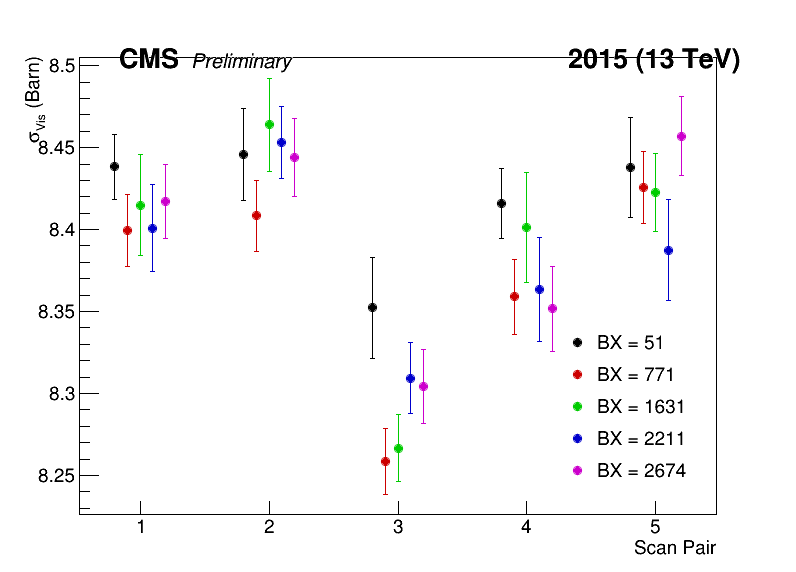 CMS Preliminary 2015 (13 TeV)
σVis (Barn)
8.5
8.45
8.4
8.35
8.3
8.25
BX = 51
BX = 771
BX = 1631
BX = 2211
BX = 2674
1 2 3 4 5
Scan Pair